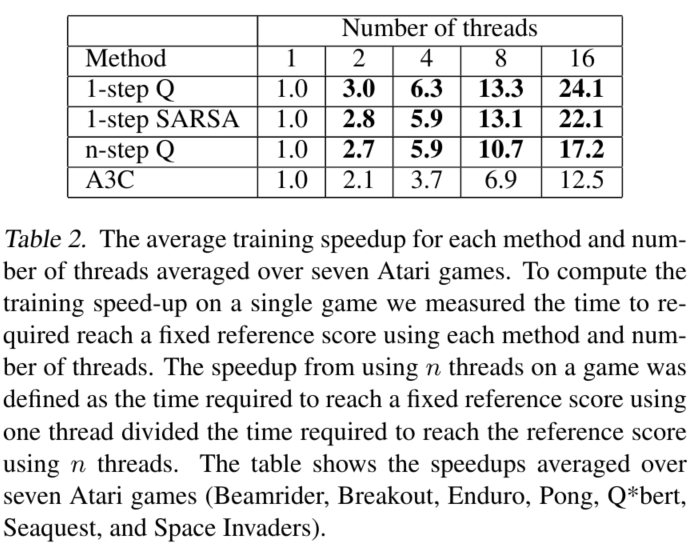 Number of threads
Method 1 2 4 8 16
1-step Q 1.0 3.0 6.3 13.3 24.1
1-step SARSA 1.0 2.8 5.9 13.1 22.1
n-step Q 1.0 2.7 5.9 10.7 17.2
A3C 1.0 2.1 3.7 6.9 12.5
Table 2. The average training speedup for each method and num-
ber of threads averaged over seven Atari games. To compute the
training speed-up on a single game we measured the time to re-
quired reach a fixed reference score using each method and num-
ber of threads. The speedup from using n threads on a game was
defined as the time required to reach a fixed reference score using
one thread divided the time required to reach the reference score
using n threads. The table shows the speedups averaged over
seven Atari games (Beamrider, Breakout, Enduro, Pong, Q*bert,
Seaquest, and Space Invaders).